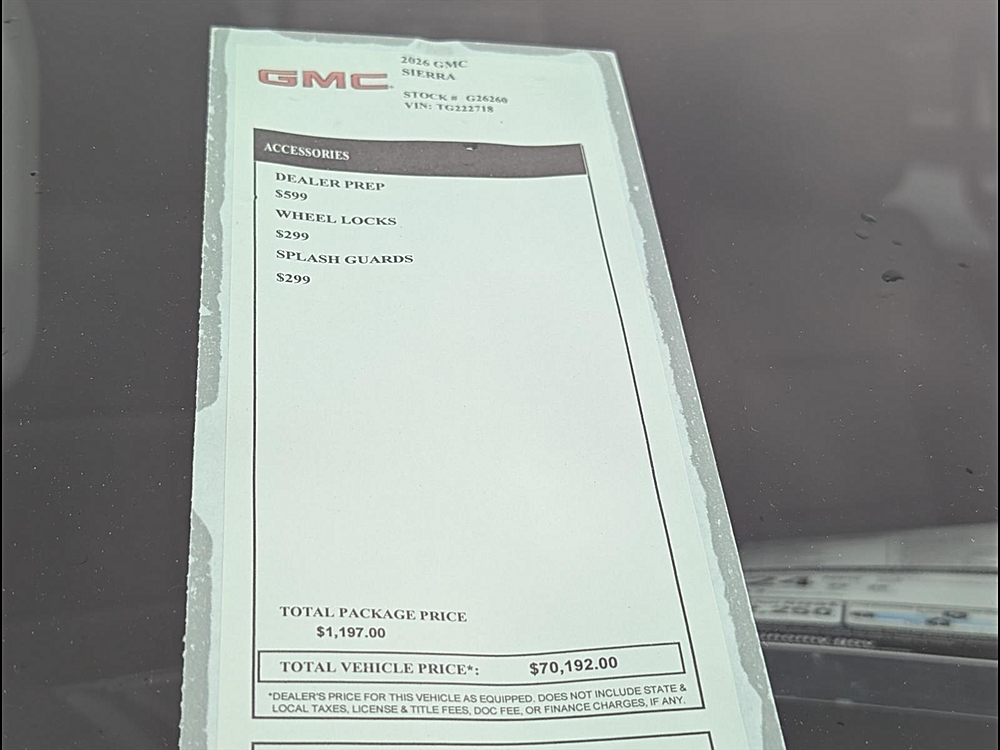 GMC
2026 GMC
SIERRA
STOCK # G26260
VIN: TG222718
ACCESSORIES
DEALER PREP
$599
WHEEL LOCKS
$299
SPLASH GUARDS
$299
TOTAL PACKAGE PRICE
$1,197.00
TOTAL VEHICLE PRICE*: $70,192.00
*DEALER'S PRICE FOR THIS VEHICLE AS EQUIPPED. DOES NOT INCLUDE STATE &
LOCAL TAXES, LICENSE & TITLE FEES, DOC FEE, OR FINANCE CHARGES, IF ANY.